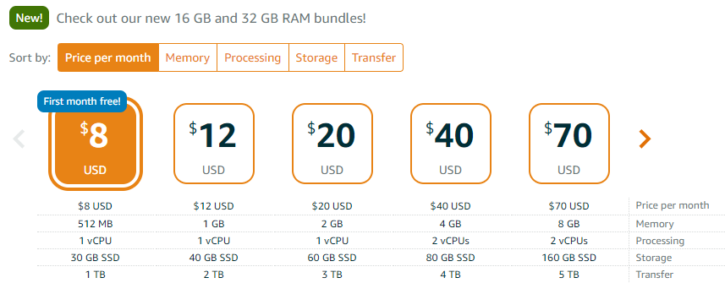 New! Check out our new 16 GB and 32 GB RAM bundles!
Sort by: Price per month Memory Processing Storage Transfer
First month free!
$8 $12 $20 $40 $70
USD USD USD USD USD
$8 USD $12 USD $20 USD $40 USD $70 USD Price per month
512 MB 1 GB 2 GB 4 GB 8 GB Memory
1 vCPU 1 vCPU 1 vCPU 2 vCPUs 2 vCPUs Processing
30 GB SSD 40 GB SSD 60 GB SSD 80 GB SSD 160 GB SSD Storage
1 TB 2 TB 3 TB 4 TB 5 TB Transfer